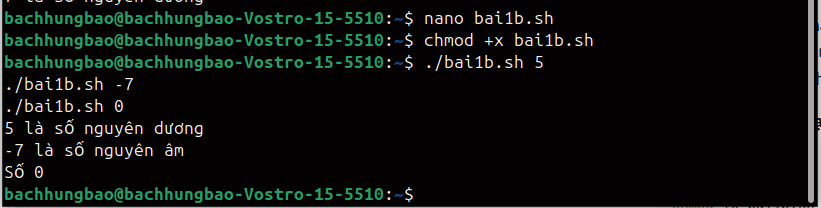 bachhungbao@bachhungbao-Vostro-15-5510:~$ nano bai1b.sh
bachhungbao@bachhungbao-Vostro-15-5510:~$ chmod +x bai1b.sh
bachhungbao@bachhungbao-Vostro-15-5510:~$ ./bai1b.sh 5
./bai1b.sh -7
./bai1b.sh 0
5 là số nguyên dương
-7 là số nguyên âm
Số 0
bachhungbao@bachhungbao-Vostro-15-5510:~$